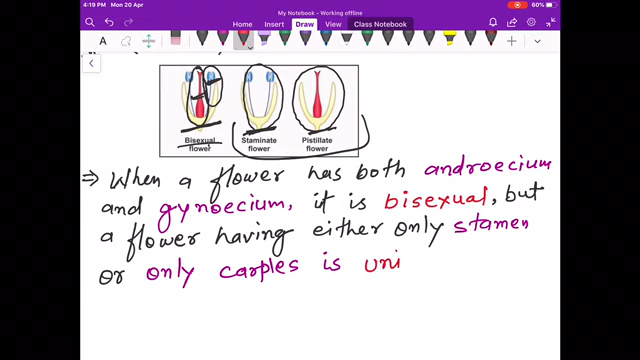 4:19 PM Mon 20 Apr
My Notebook - Working offline
60%
Home Insert Draw View Class Notebook
A
Bisexual flower
Staminate flower
Pistillate flower
⇒ When a flower has both androecium
and gynoecium, it is bisexual, but
a flower having either only stamen
or only carples is uni